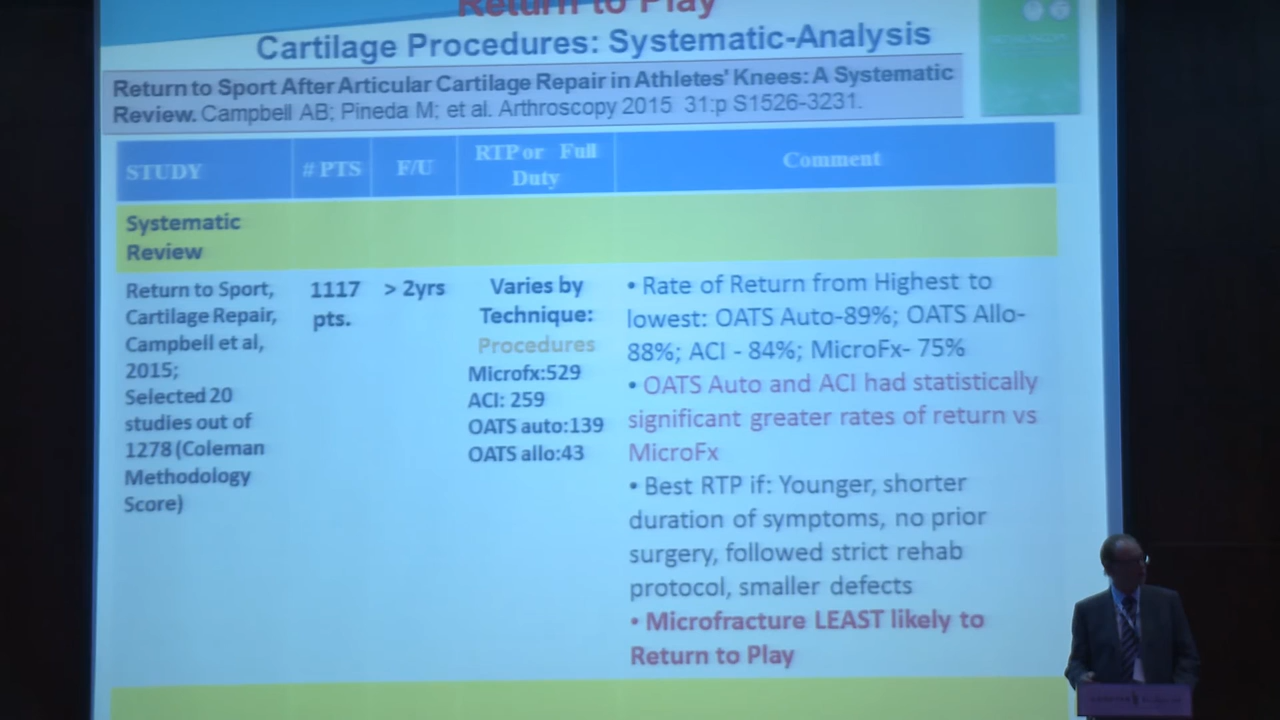 Return to Play
Cartilage Procedures: Systematic-Analysis
Return to Sport After Articular Cartilage Repair in Athletes' Knees: A Systematic
Review. Campbell AB; Pineda M; et al. Arthroscopy 2015 31:p S1526-3231.
STUDY
# PTS
F/U
RTP or Full
Duty
Comment
Systematic
Review
Return to Sport,
Cartilage Repair,
Campbell et al,
2015;
Selected 20
studies out of
1278 (Coleman
Methodology
Score)
1117
pts.
> 2yrs
Varies by
Technique:
Procedures
Microfx:529
ACI: 259
OATS auto:139
OATS allo:43
• Rate of Return from Highest to
lowest: OATS Auto-89%; OATS Allo-
88%; ACI - 84%; MicroFx- 75%
• OATS Auto and ACI had statistically
significant greater rates of return vs
MicroFx
• Best RTP if: Younger, shorter
duration of symptoms, no prior
surgery, followed strict rehab
protocol, smaller defects
• Microfracture LEAST likely to
Return to Play